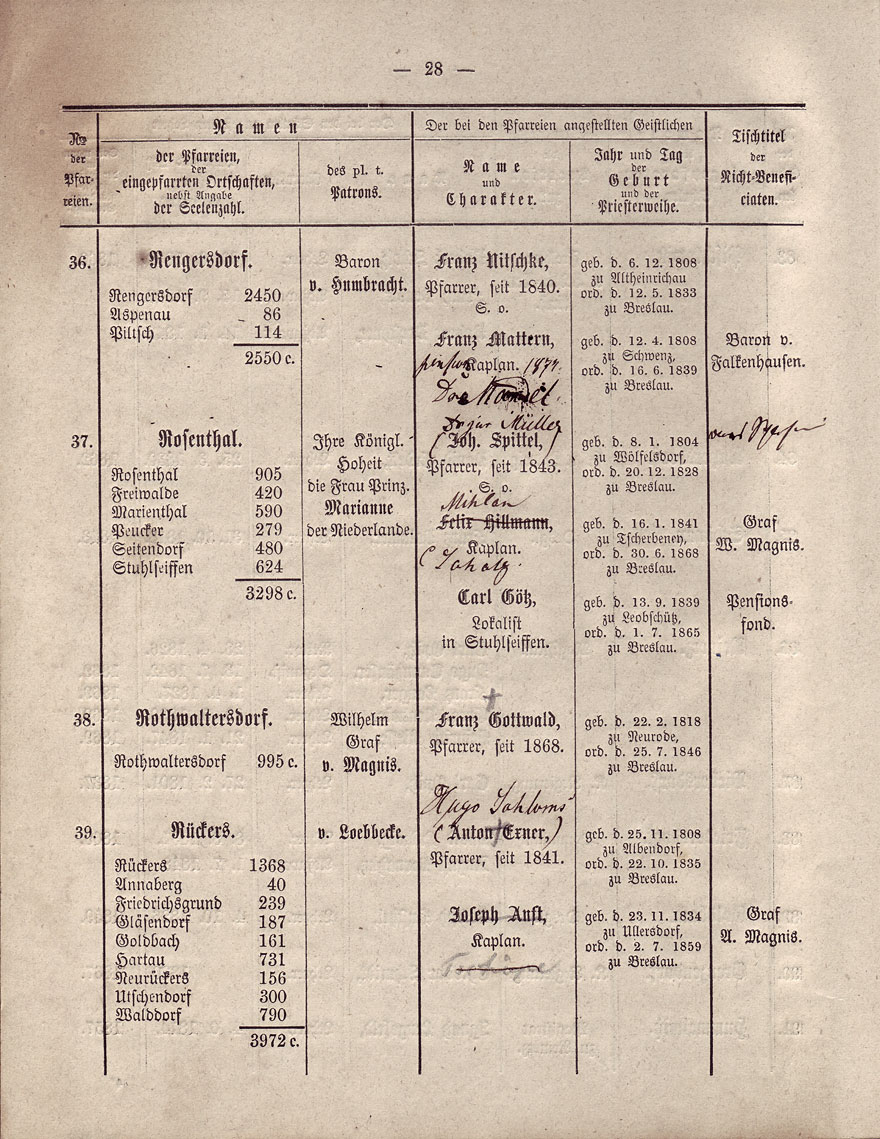 — 28 —
No der Pfarreien.
Namen
der Pfarreien,
der
eingepfarrten Ortschaften,
nebst Angabe
der Seelenzahl.
des pl. t.
Patrons.
Der bei den Pfarreien angestellten Geistlichen
Name
und
Charakter.
Jahr und Tag
der
Geburt
und der
Priesterweihe.
Tischtitel
der
Nicht-Benefi-
ciaten.
36.
Rengersdorf.
Rengersdorf 2450
Aspenau 86
Piltsch 114
2550 c.
Baron
v. Humbracht.
Franz Nitschke,
Pfarrer, seit 1840.
S. o.
geb. d. 6. 12. 1808
zu Altheinrichau
ord. d. 12. 5. 1833
zu Breslau.
Franz Mattern,
Kaplan. 1874
geb. d. 12. 4. 1808
zu Schwenz,
ord. d. 16. 6. 1839
zu Breslau.
Baron v.
Falkenhausen.
37.
Rosenthal.
Rosenthal 905
Freiwalde 420
Marienthal 590
Peucker 279
Seitendorf 480
Stuhlseiffen 624
3298 c.
Ihre Königl.
Hoheit
die Frau Prinz.
Marianne
der Niederlande.
Müller
(Joh. Spittel,)
Pfarrer, seit 1843.
S. o.
geb. d. 8. 1. 1804
zu Wölfelsdorf,
ord. d. 20. 12. 1828
zu Breslau.
Felix Hillmann,
Kaplan.
geb. d. 16. 1. 1841
zu Tscherbeney,
ord. d. 30. 6. 1868
zu Breslau.
Graf
W. Magnis.
Carl Götz,
Lokalist
in Stuhlseiffen.
geb. d. 13. 9. 1839
zu Leobschütz,
ord. d. 1. 7. 1865
zu Breslau.
Pensions-
fond.
38.
Rothwaltersdorf.
Rothwaltersdorf 995 c.
Wilhelm
Graf
v. Magnis.
Franz Gottwald,
Pfarrer, seit 1868.
geb. d. 22. 2. 1818
zu Neurode,
ord. d. 25. 7. 1846
zu Breslau.
39.
Rückers.
Rückers 1368
Annaberg 40
Friedrichsgrund 239
Gläsendorf 187
Goldbach 161
Hartau 731
Neurückers 156
Utschendorf 300
Walddorf 790
3972 c.
v. Loebbecke.
Hugo
(Anton Exner,)
Pfarrer, seit 1841.
geb. d. 25. 11. 1808
zu Albendorf,
ord. d. 22. 10. 1835
zu Breslau.
Joseph Aust,
Kaplan.
geb. d. 23. 11. 1834
zu Ullersdorf,
ord. d. 2. 7. 1859
zu Breslau.
Graf
A. Magnis.